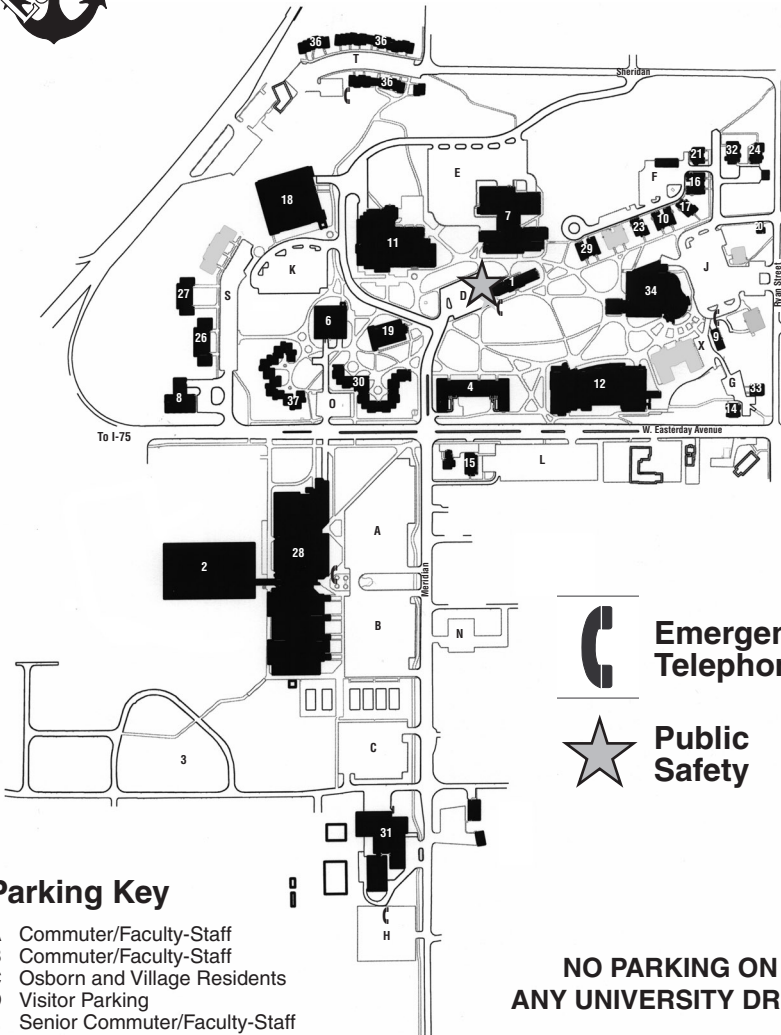 36
36
T
36
Sheridan
21
32
24
E
F
18
16
7
17
10
23
11
29
20
K
J
1
34
27
S
D
Ryan Street
6
19
26
9
X
30
4
12
G
33
37
8
O
14
To I-75
W. Easterday Avenue
15
L
A
28
2
Meridian
B
N
Emergen
Telephon
Public
Safety
3
C
31
H
Parking Key
Commuter/Faculty-Staff
Commuter/Faculty-Staff
Osborn and Village Residents
Visitor Parking
Senior Commuter/Faculty-Staff
NO PARKING ON
ANY UNIVERSITY DR